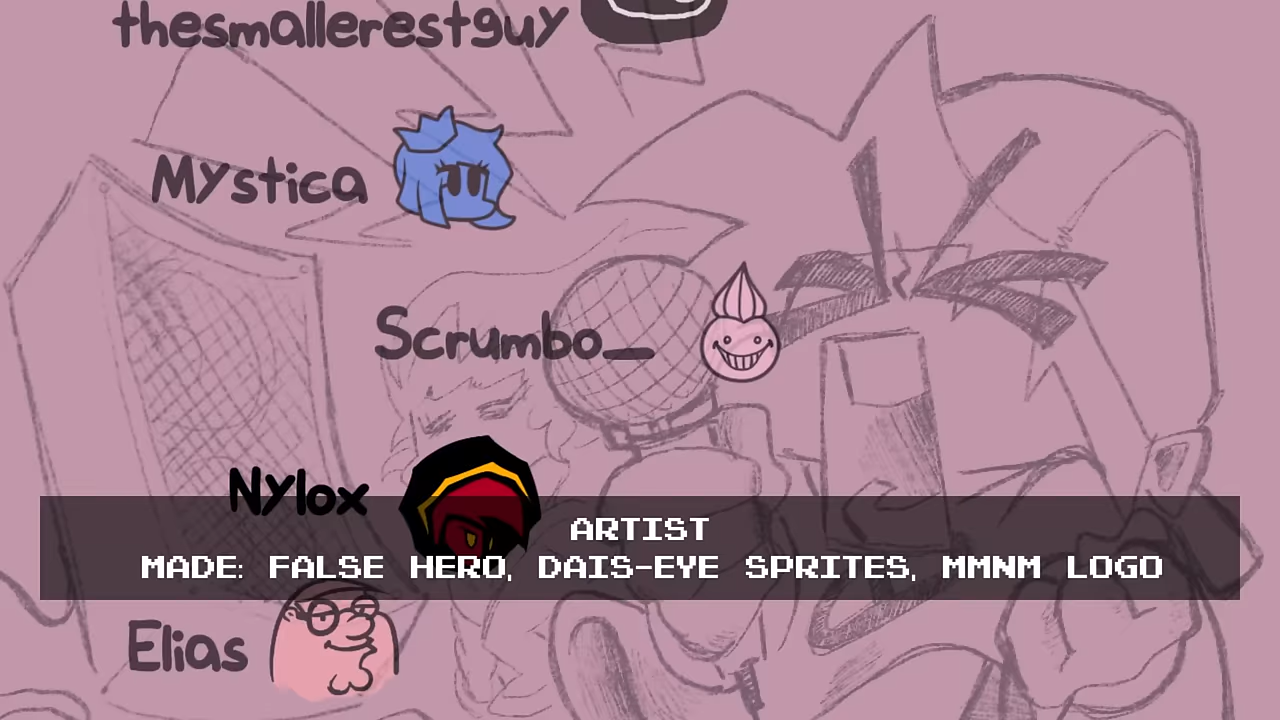 thesmallerestguy
Mystica
Scrumbo_
Nylox
ARTIST
MADE: FALSE HERO, DAIS-EYE SPRITES, MMNM LOGO
Elias